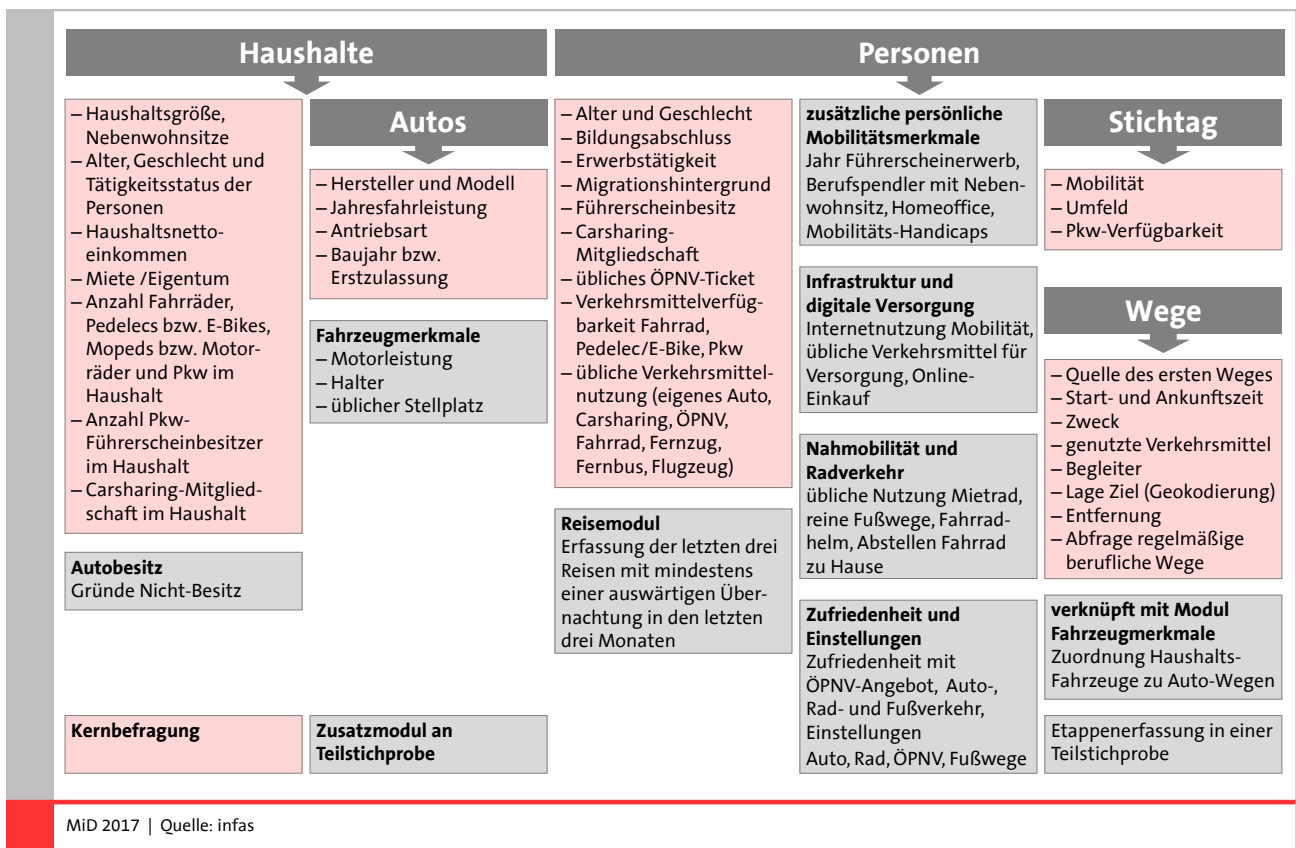 Haushalte
– Haushaltsgröße,
Nebenwohnsitze
– Alter, Geschlecht und
Tätigkeitsstatus der
Personen
– Haushaltsnetto-
einkommen
– Miete /Eigentum
– Anzahl Fahrräder,
Pedelecs bzw. E-Bikes,
Mopeds bzw. Motor-
räder und Pkw im
Haushalt
– Anzahl Pkw-
Führerscheinbesitzer
im Haushalt
– Carsharing-Mitglied-
schaft im Haushalt
Autobesitz
Gründe Nicht-Besitz
Kernbefragung
Autos
– Hersteller und Modell
– Jahresfahrleistung
– Antriebsart
– Baujahr bzw.
Erstzulassung
Fahrzeugmerkmale
– Motorleistung
– Halter
– üblicher Stellplatz
Zusatzmodul an
Teilstichprobe
Personen
– Alter und Geschlecht
– Bildungsabschluss
– Erwerbstätigkeit
– Migrationshintergrund
– Führerscheinbesitz
– Carsharing-
Mitgliedschaft
– übliches ÖPNV-Ticket
– Verkehrsmittelverfüg-
barkeit Fahrrad,
Pedelec/E-Bike, Pkw
– übliche Verkehrsmittel-
nutzung (eigenes Auto,
Carsharing, ÖPNV,
Fahrrad, Fernzug,
Fernbus, Flugzeug)
Reisemodul
Erfassung der letzten drei
Reisen mit mindestens
einer auswärtigen Über-
nachtung in den letzten
drei Monaten
zusätzliche persönliche
Mobilitätsmerkmale
Jahr Führerscheinerwerb,
Berufspendler mit Neben-
wohnsitz, Homeoffice,
Mobilitäts-Handicaps
Infrastruktur und
digitale Versorgung
Internetnutzung Mobilität,
übliche Verkehrsmittel für
Versorgung, Online-
Einkauf
Nahmobilität und
Radverkehr
übliche Nutzung Mietrad,
reine Fußwege, Fahrrad-
helm, Abstellen Fahrrad
zu Hause
Zufriedenheit und
Einstellungen
Zufriedenheit mit
ÖPNV-Angebot, Auto-,
Rad- und Fußverkehr,
Einstellungen
Auto, Rad, ÖPNV, Fußwege
Stichtag
– Mobilität
– Umfeld
– Pkw-Verfügbarkeit
Wege
– Quelle des ersten Weges
– Start- und Ankunftszeit
– Zweck
– genutzte Verkehrsmittel
– Begleiter
– Lage Ziel (Geokodierung)
– Entfernung
– Abfrage regelmäßige
berufliche Wege
verknüpft mit Modul
Fahrzeugmerkmale
Zuordnung Haushalts-
Fahrzeuge zu Auto-Wegen
Etappenerfassung in einer
Teilstichprobe
MiD 2017 | Quelle: infas